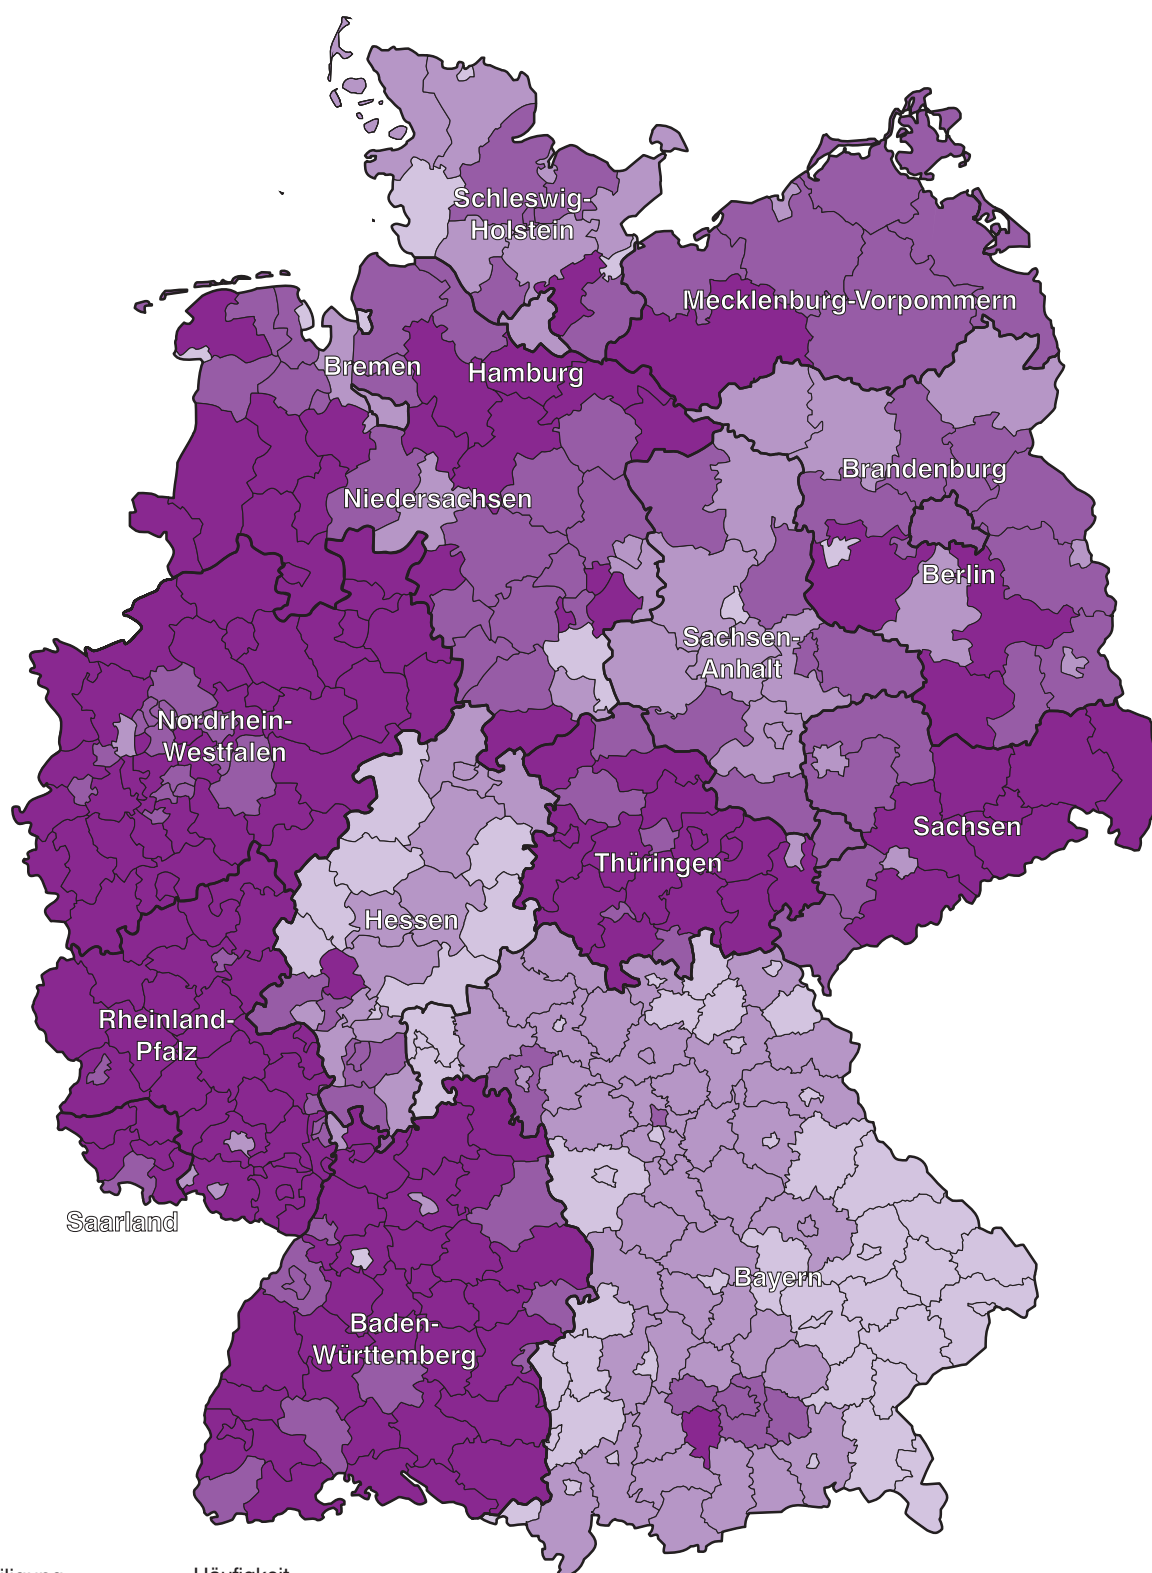 Schleswig-
Holstein
Mecklenburg-Vorpommern
Bremen
Hamburg
Brandenburg
Niedersachsen
Berlin
Sachsen-
Anhalt
Nordrhein-
Westfalen
Sachsen
Thüringen
Hessen
Rheinland-
Pfalz
Saarland
Bayern
Baden-
Württemberg